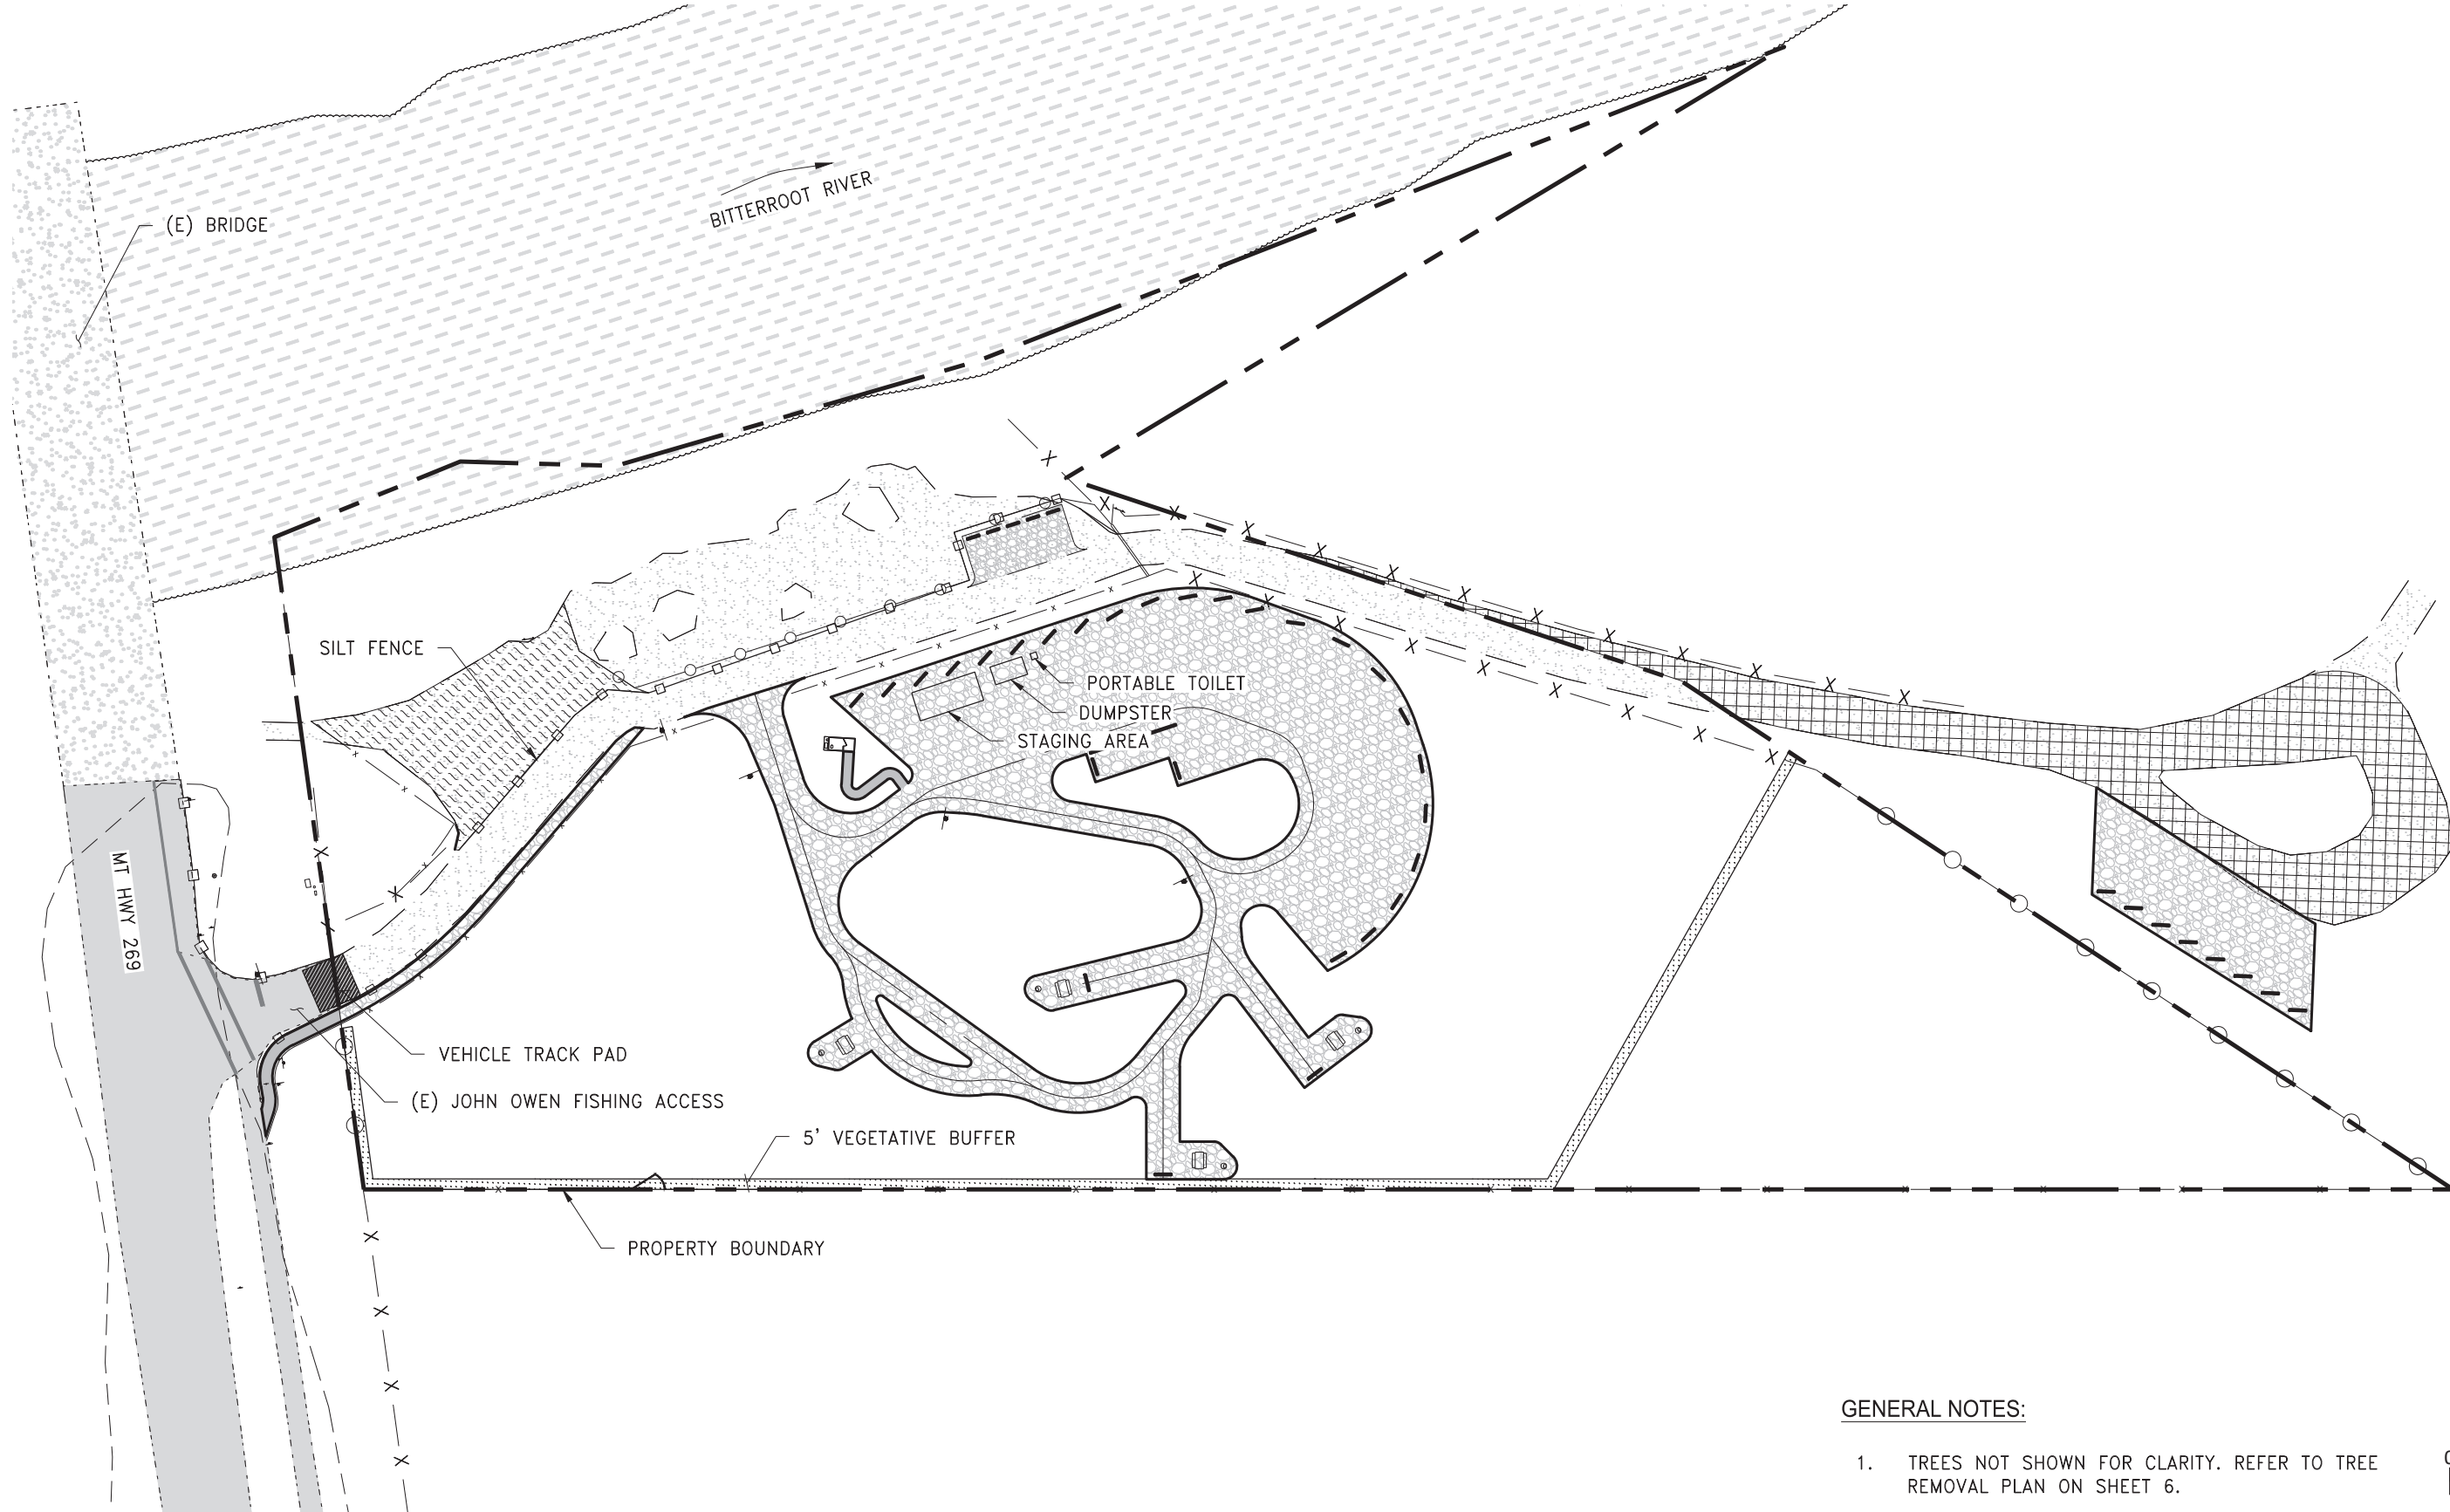 (E) BRIDGE
BITTERROOT RIVER
SILT FENCE
PORTABLE TOILET
DUMPSTER
STAGING AREA
MT HWY 269
VEHICLE TRACK PAD
(E) JOHN OWEN FISHING ACCESS
5' VEGETATIVE BUFFER
PROPERTY BOUNDARY
GENERAL NOTES:
1. TREES NOT SHOWN FOR CLARITY. REFER TO TREE
REMOVAL PLAN ON SHEET 6.